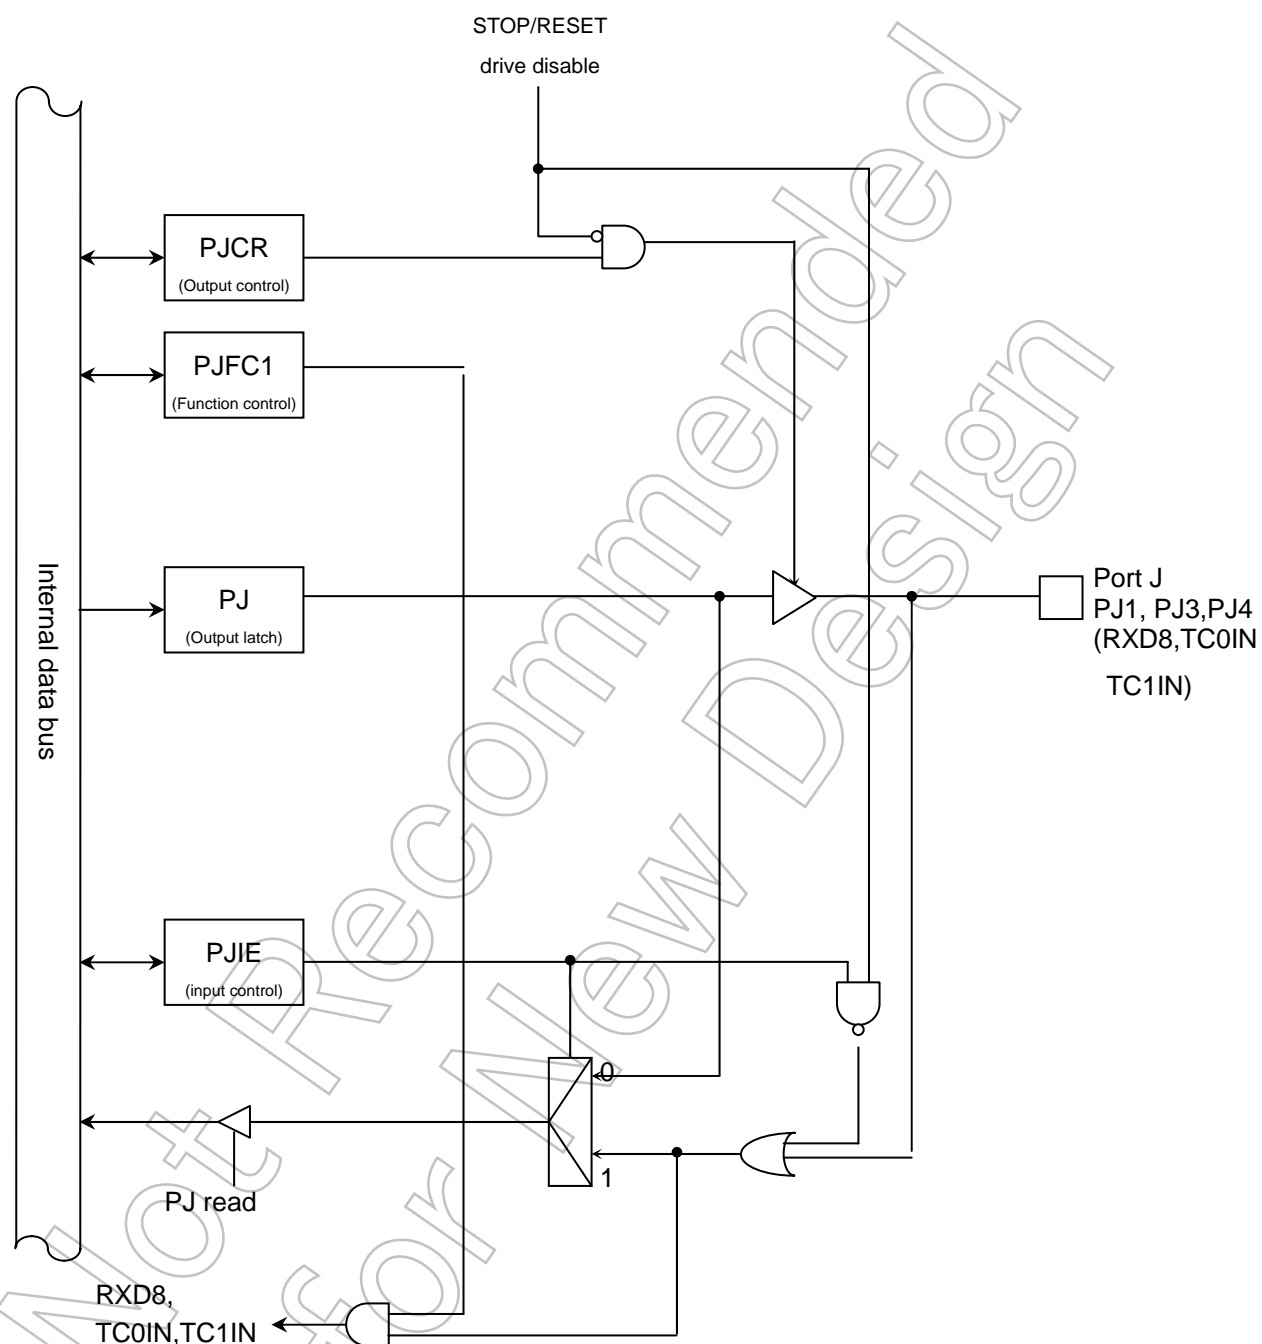 STOP/RESET
drive disable
PJCR
(Output control)
PJFC1
(Function control)
Internal data bus
PJ
(Output latch)
Port J
PJ1, PJ3,PJ4
(RXD8,TC0IN
TC1IN)
PJIE
(input control)
0
1
PJ read
RXD8,
TC0IN,TC1IN
Not Recommended
for New Design